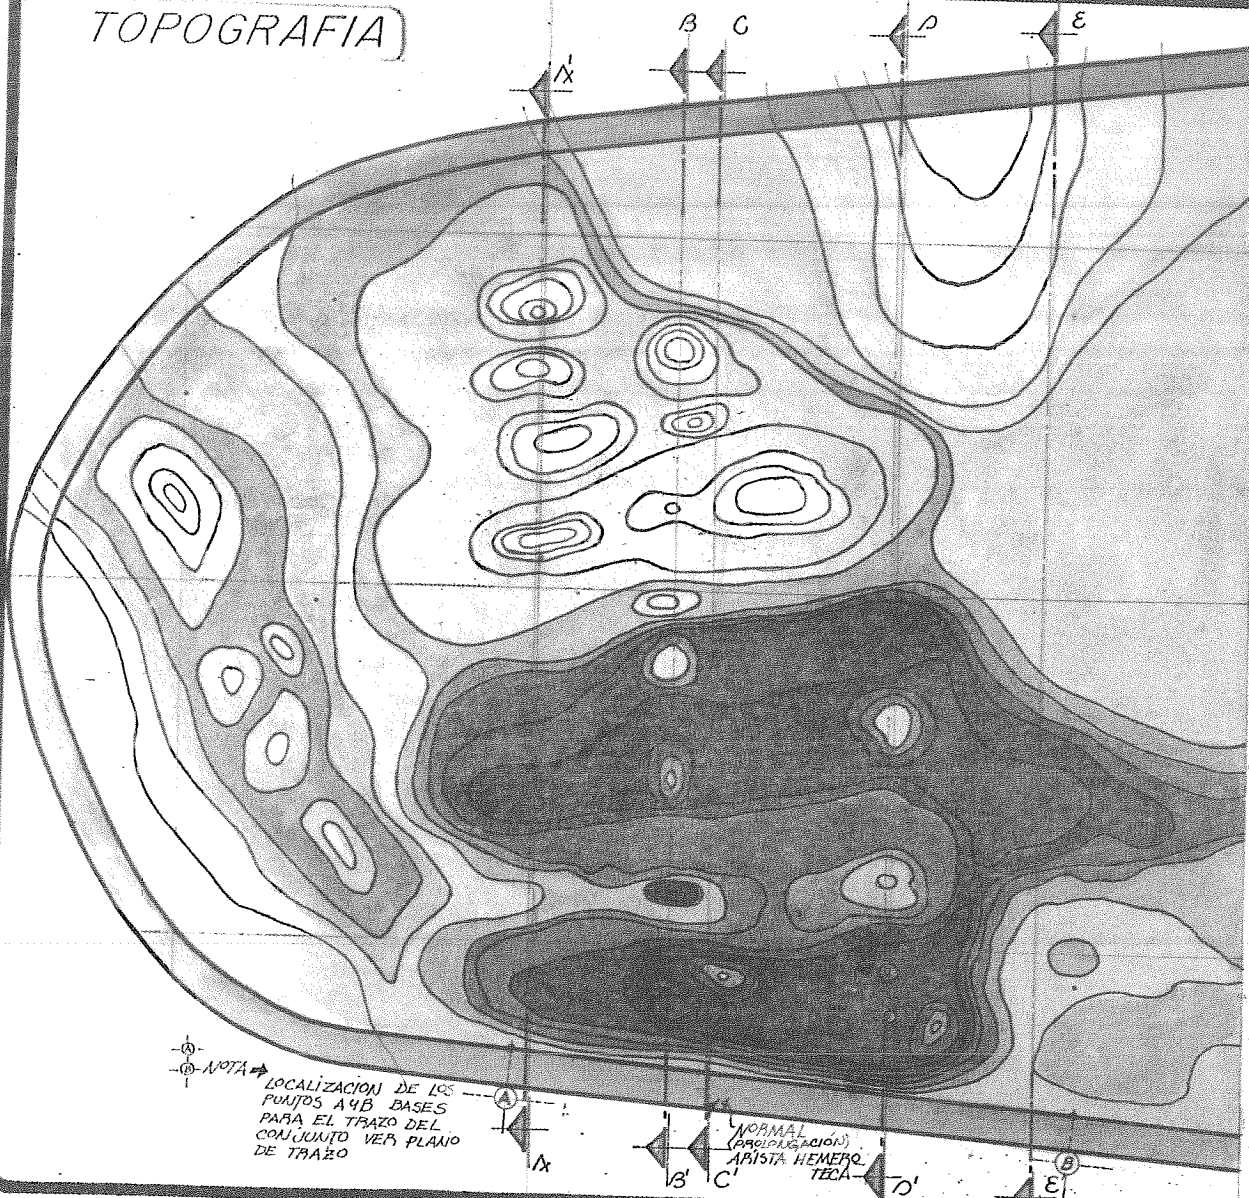 TOPOGRAFIA
A'
B
C
D
E
A
B
NOTA
LOCALIZACION DE LOS
PUNTOS A Y B BASES
PARA EL TRAZO DEL
CONJUNTO VER PLANO
DE TRAZO
A
A
B'
C'
NORMAL
(PROLONGACIÓN)
ARISTA HEMERO
TECA
D'
E'
B